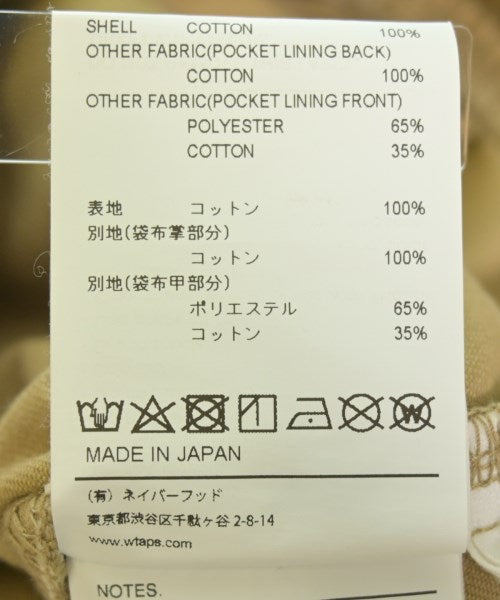 SHELL COTTON 100%
OTHER FABRIC(POCKET LINING BACK)
COTTON 100%
OTHER FABRIC(POCKET LINING FRONT)
POLYESTER 65%
COTTON 35%
表地 コットン 100%
別地(袋布掌部分)
コットン 100%
別地(袋布甲部分)
ポリエステル 65%
コットン 35%
W
MADE IN JAPAN
(有) ネイバーフッド
東京都渋谷区千駄ヶ谷 2-8-14
www.wtaps.com
NOTES.